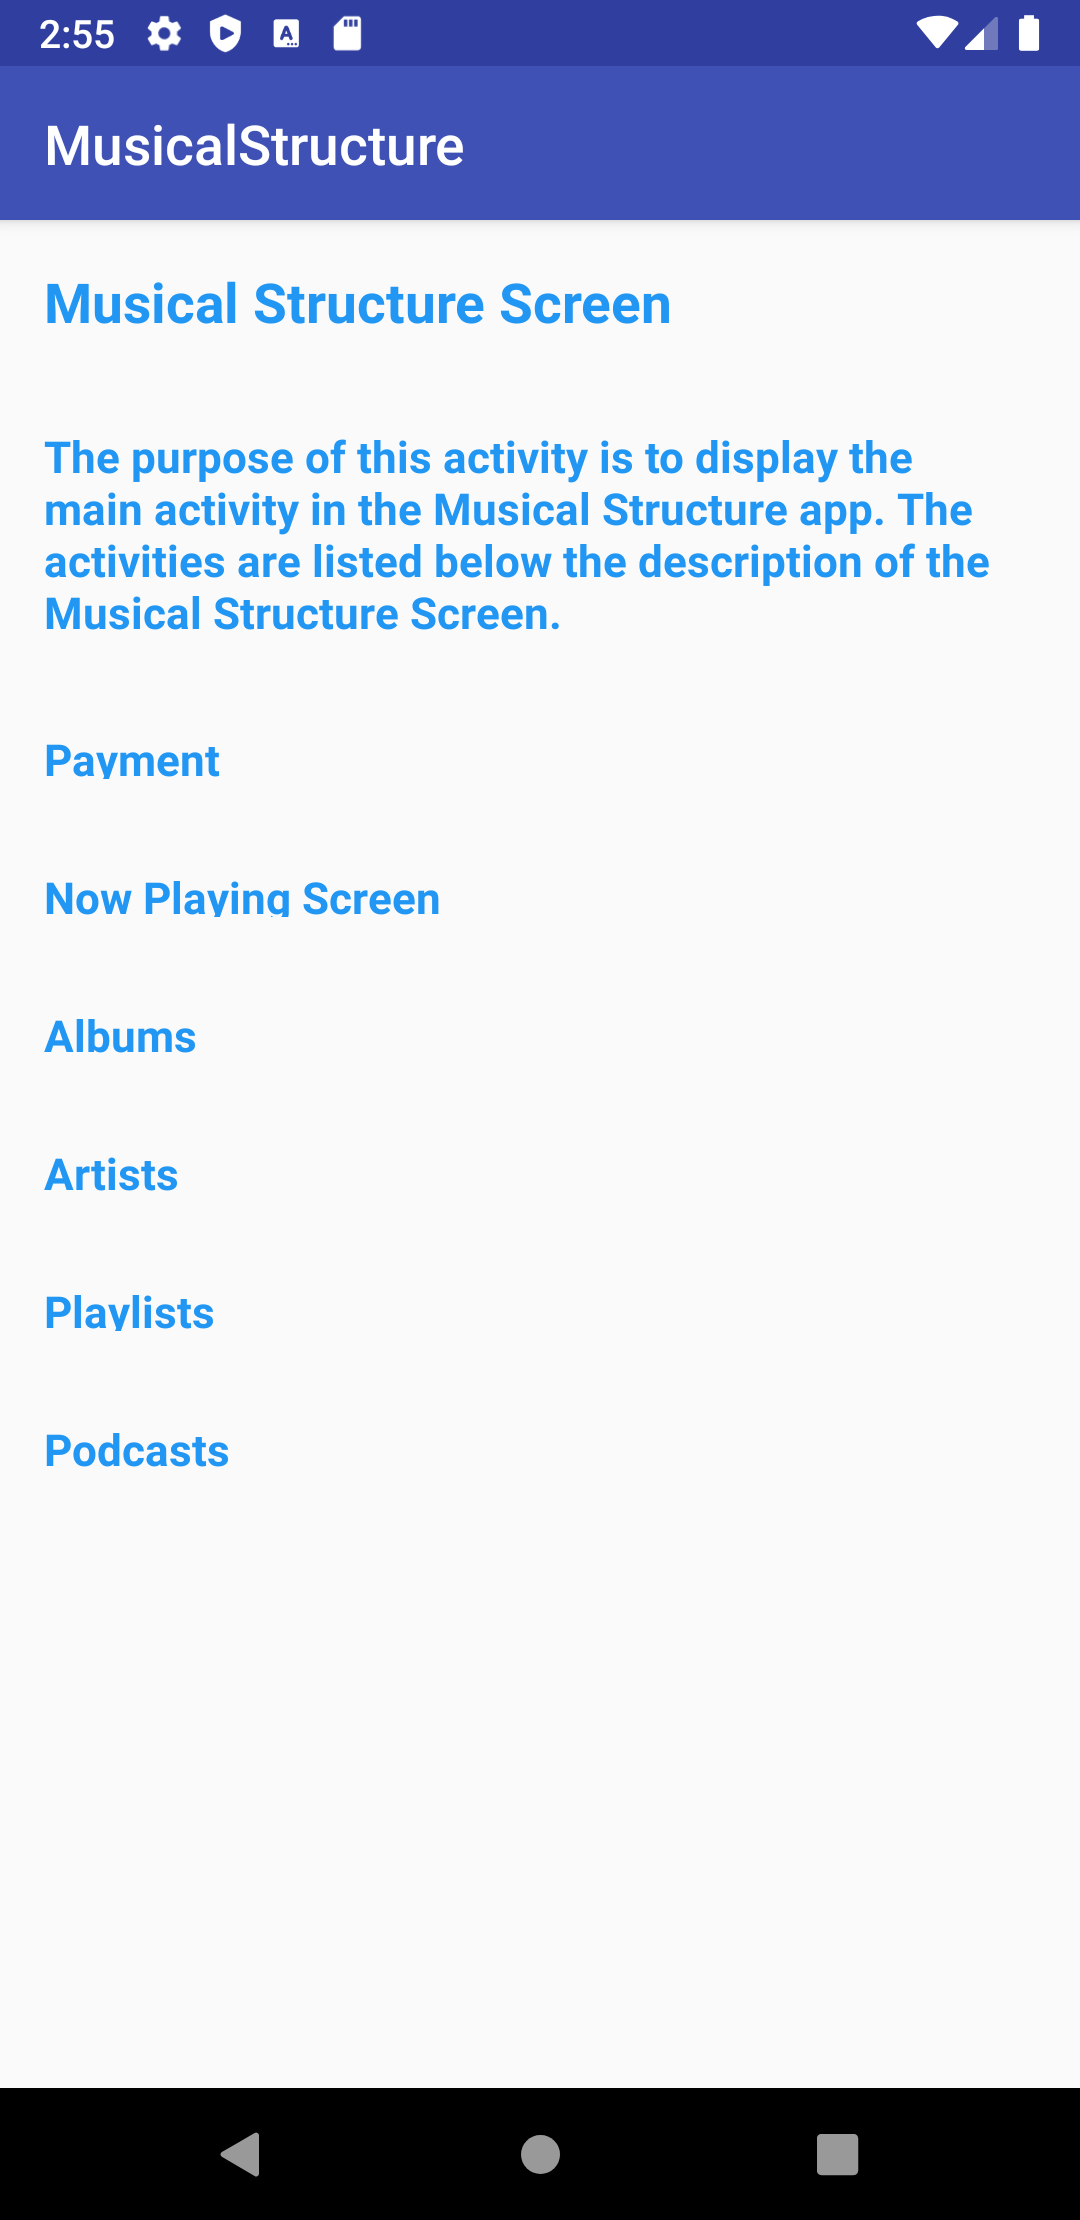 2:55
MusicalStructure
Musical Structure Screen
The purpose of this activity is to display the
main activity in the Musical Structure app. The
activities are listed below the description of the
Musical Structure Screen.
Payment
Now Playing Screen
Albums
Artists
Playlists
Podcasts